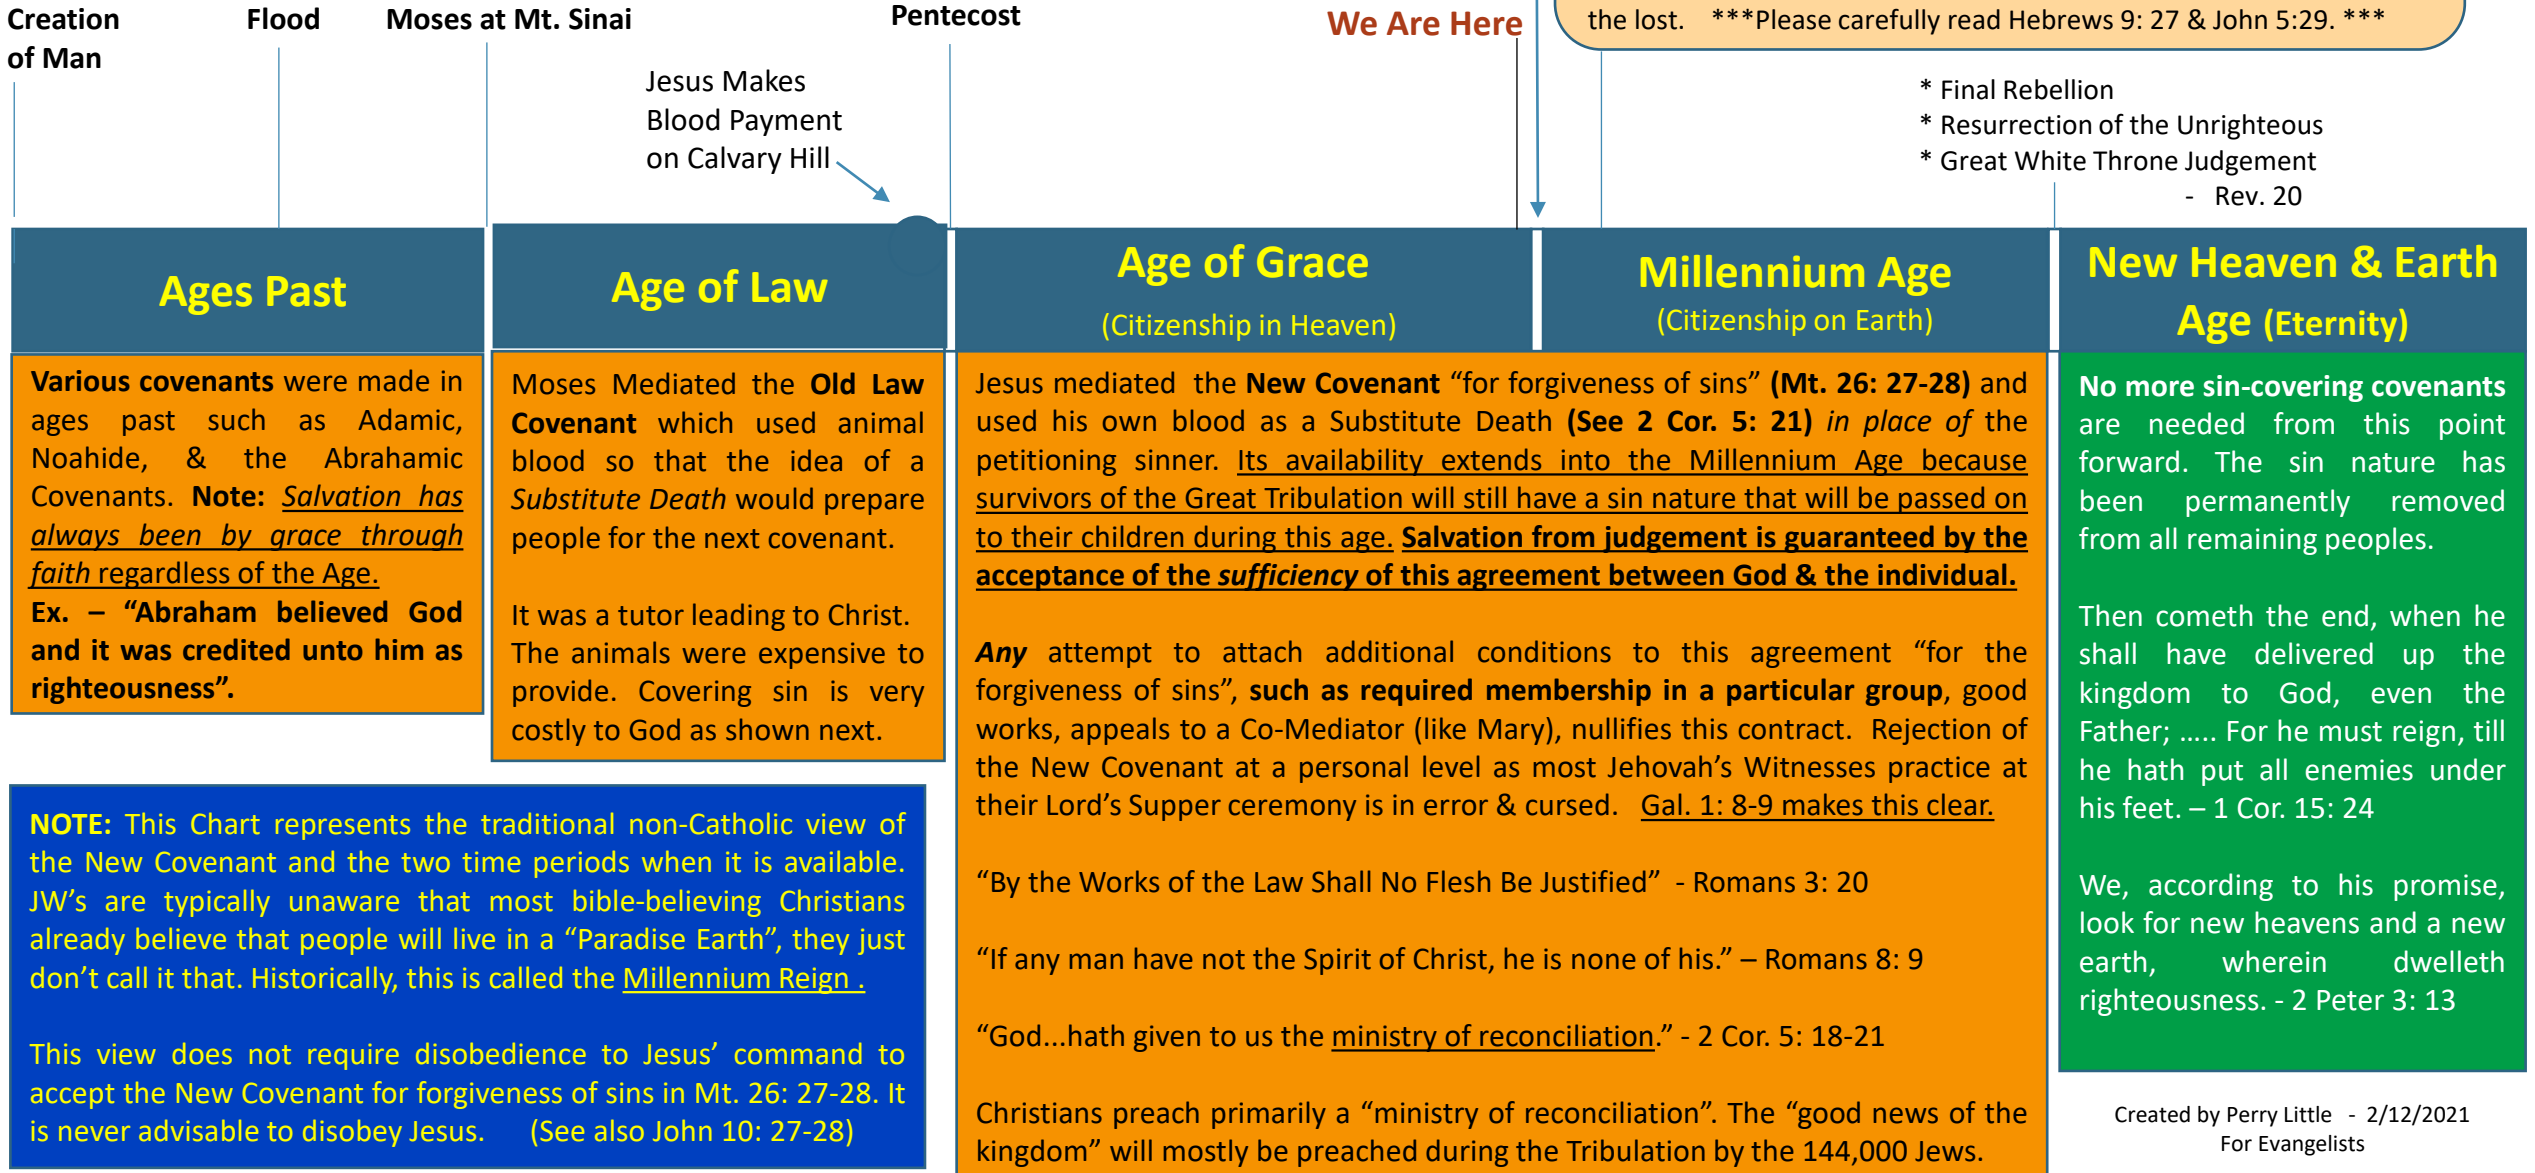 Creation
of Man
Flood
Moses at Mt. Sinai
Pentecost
We Are Here
the lost.   ***Please carefully read Hebrews 9: 27 & John 5:29. ***
Jesus Makes
Blood Payment
on Calvary Hill
* Final Rebellion
* Resurrection of the Unrighteous
* Great White Throne Judgement
-   Rev. 20
Ages Past
Age of Law
Age of Grace
(Citizenship in Heaven)
Millennium Age
(Citizenship on Earth)
New Heaven & Earth
Age (Eternity)
Various covenants were made in
ages past such as Adamic,
Noahide, & the Abrahamic
Covenants. Note: Salvation has
always been by grace through
faith regardless of the Age.
Ex. – “Abraham believed God
and it was credited unto him as
righteousness”.
Moses Mediated the Old Law
Covenant which used animal
blood so that the idea of a
Substitute Death would prepare
people for the next covenant.
It was a tutor leading to Christ.
The animals were expensive to
provide. Covering sin is very
costly to God as shown next.
Jesus mediated the New Covenant “for forgiveness of sins” (Mt. 26: 27-28) and
used his own blood as a Substitute Death (See 2 Cor. 5: 21) in place of the
petitioning sinner. Its availability extends into the Millennium Age because
survivors of the Great Tribulation will still have a sin nature that will be passed on
to their children during this age. Salvation from judgement is guaranteed by the
acceptance of the sufficiency of this agreement between God & the individual.
Any attempt to attach additional conditions to this agreement “for the
forgiveness of sins”, such as required membership in a particular group, good
works, appeals to a Co-Mediator (like Mary), nullifies this contract.  Rejection of
the New Covenant at a personal level as most Jehovah’s Witnesses practice at
their Lord’s Supper ceremony is in error & cursed.   Gal. 1: 8-9 makes this clear.
“By the Works of the Law Shall No Flesh Be Justified”  - Romans 3: 20
“If any man have not the Spirit of Christ, he is none of his.” – Romans 8: 9
“God...hath given to us the ministry of reconciliation.” - 2 Cor. 5: 18-21
Christians preach primarily a “ministry of reconciliation”. The “good news of the
kingdom” will mostly be preached during the Tribulation by the 144,000 Jews.
No more sin-covering covenants
are needed from this point
forward. The sin nature has
been permanently removed
from all remaining peoples.
Then cometh the end, when he
shall have delivered up the
kingdom to God, even the
Father; ..... For he must reign, till
he hath put all enemies under
his feet. – 1 Cor. 15: 24
We, according to his promise,
look for new heavens and a new
earth, wherein dwelleth
righteousness. - 2 Peter 3: 13
NOTE: This Chart represents the traditional non-Catholic view of
the New Covenant and the two time periods when it is available.
JW’s are typically unaware that most bible-believing Christians
already believe that people will live in a “Paradise Earth”, they just
don’t call it that. Historically, this is called the Millennium Reign .
This view does not require disobedience to Jesus’ command to
accept the New Covenant for forgiveness of sins in Mt. 26: 27-28. It
is never advisable to disobey Jesus.     (See also John 10: 27-28)
Created by Perry Little  -  2/12/2021
For Evangelists